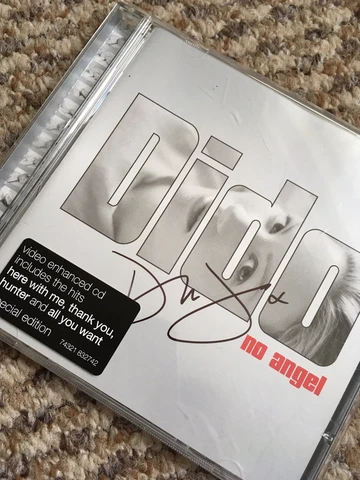 Dido
no angel
video enhanced cd
includes the hits
here with me, thank you,
hunter and all you want
special edition
74321 832742